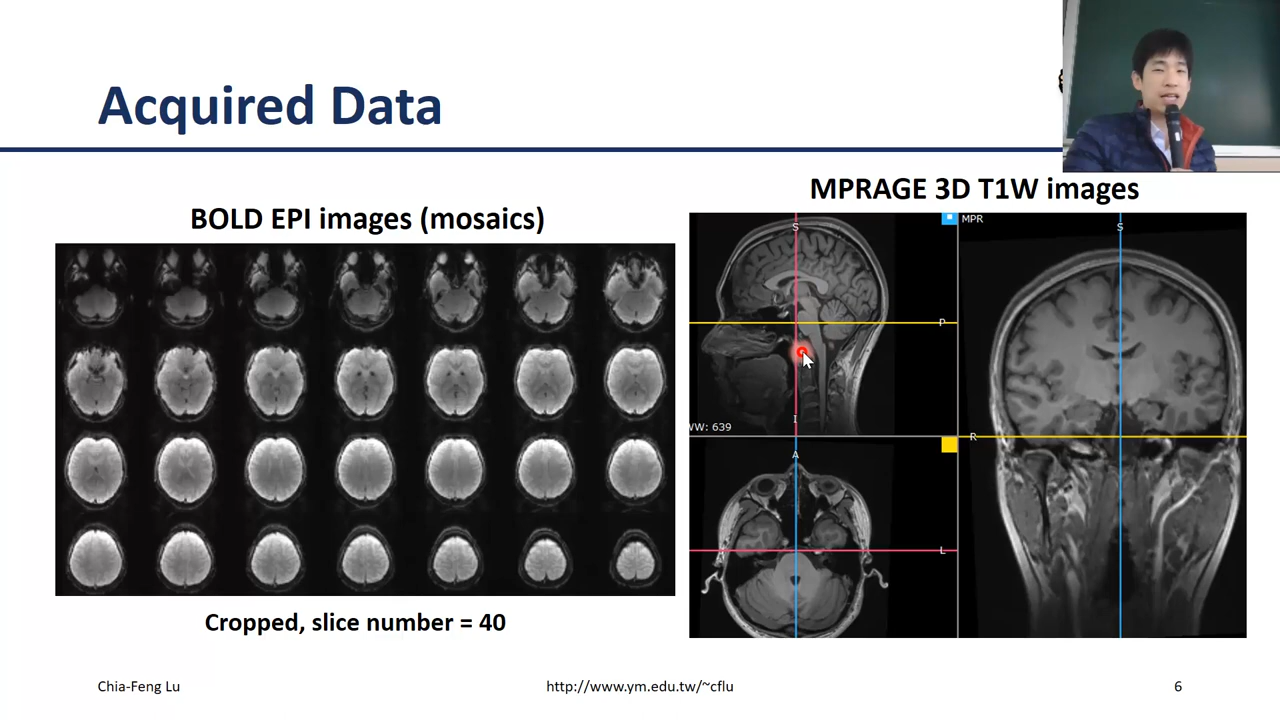 Acquired Data
BOLD EPI images (mosaics)
MPRAGE 3D T1W images
S
P
I
WW: 639
MPR
S
R
A
L
Cropped, slice number = 40
Chia-Feng Lu
http://www.ym.edu.tw/~cflu
6